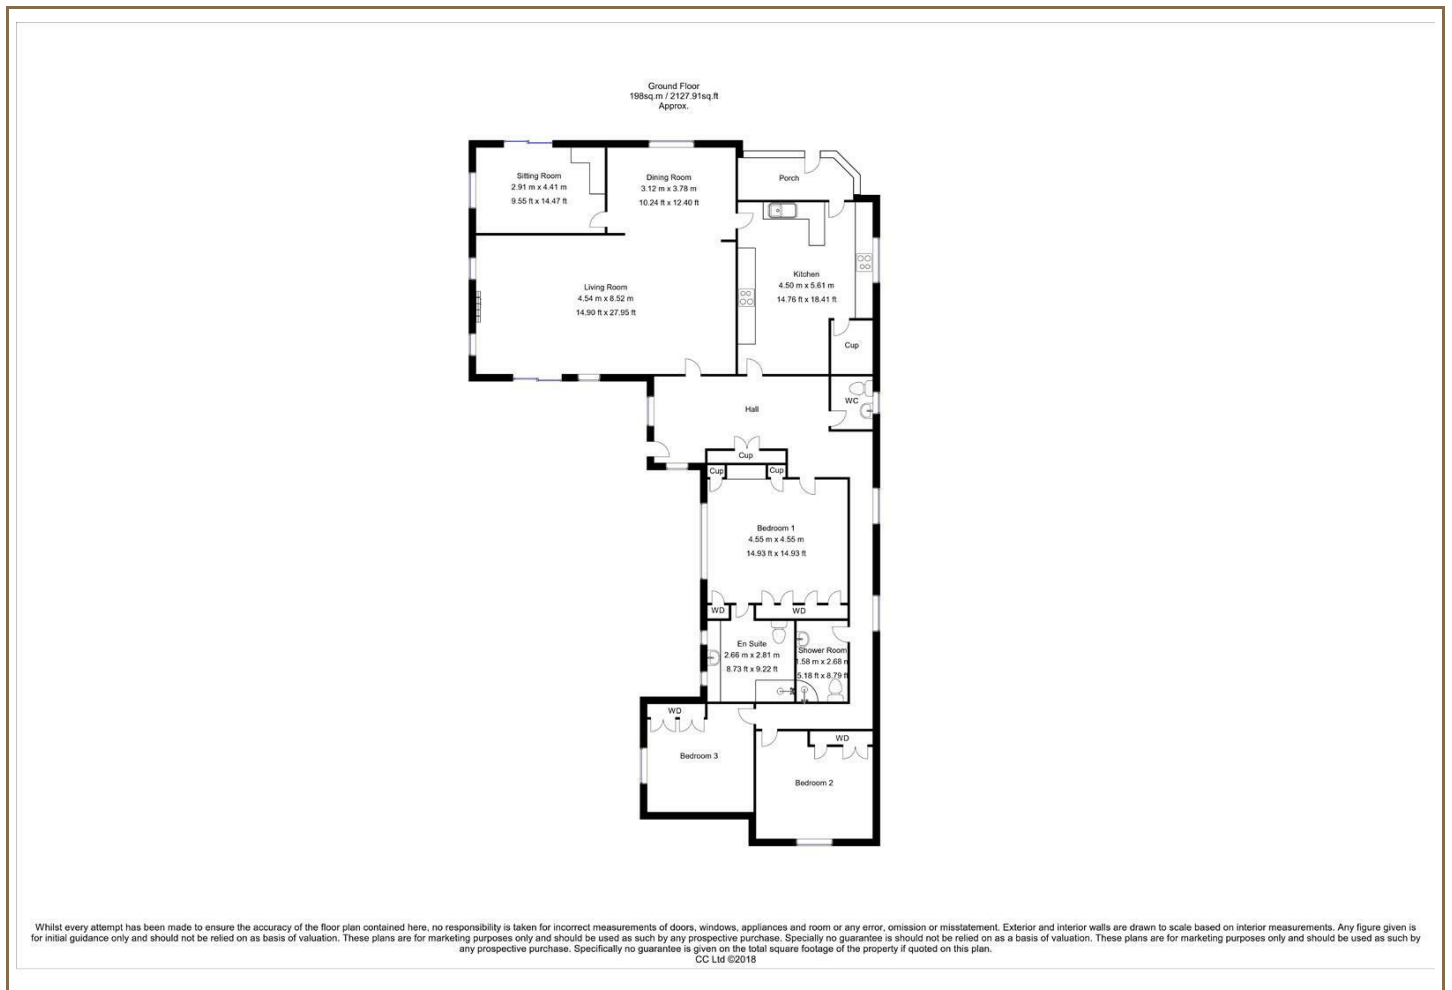 Ground Floor
198sq.m / 2127.91sq.ft
Approx.
Sitting Room
2.91 m x 4.41 m
9.55 ft x 14.47 ft
Dining Room
3.12 m x 3.78 m
10.24 ft x 12.40 ft
Porch
Living Room
4.54 m x 8.52 m
14.90 ft x 27.95 ft
Kitchen
4.50 m x 5.61 m
14.76 ft x 18.41 ft
Cup
WC
Hall
Cup
Cup
Cup
Bedroom 1
4.55 m x 4.55 m
14.93 ft x 14.93 ft
WD
WD
En Suite
2.66 m x 2.81 m
8.73 ft x 9.22 ft
Shower Room
1.58 m x 2.68 m
5.18 ft x 8.79 ft
WD
Bedroom 3
WD
Bedroom 2
Whilst every attempt has been made to ensure the accuracy of the floor plan contained here, no responsibility is taken for incorrect measurements of doors, windows, appliances and room or any error, omission or misstatement. Exterior and interior walls are drawn to scale based on interior measurements. Any figure given is
for initial guidance only and should not be relied on as basis of valuation. These plans are for marketing purposes only and should be used as such by any prospective purchase. Specially no guarantee is should not be relied on as a basis of valuation. These plans are for marketing purposes only and should be used as such by
any prospective purchase. Specifically no guarantee is given on the total square footage of the property if quoted on this plan.
CC Ltd ©2018